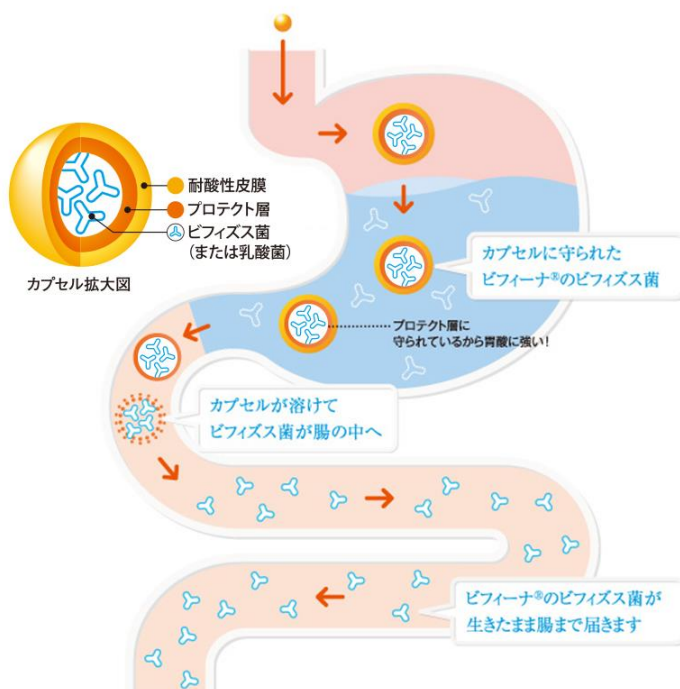 耐酸性皮膜
プロテクト層
ビフィズス菌
(または乳酸菌)
カプセル拡大図
カプセルに守られた
ビフィーナ®のビフィズス菌
プロテクト層に
守られているから胃酸に強い!
カプセルが溶けて
ビフィズス菌が腸の中へ
ビフィーナ®のビフィズス菌が
生きたまま腸まで届きます